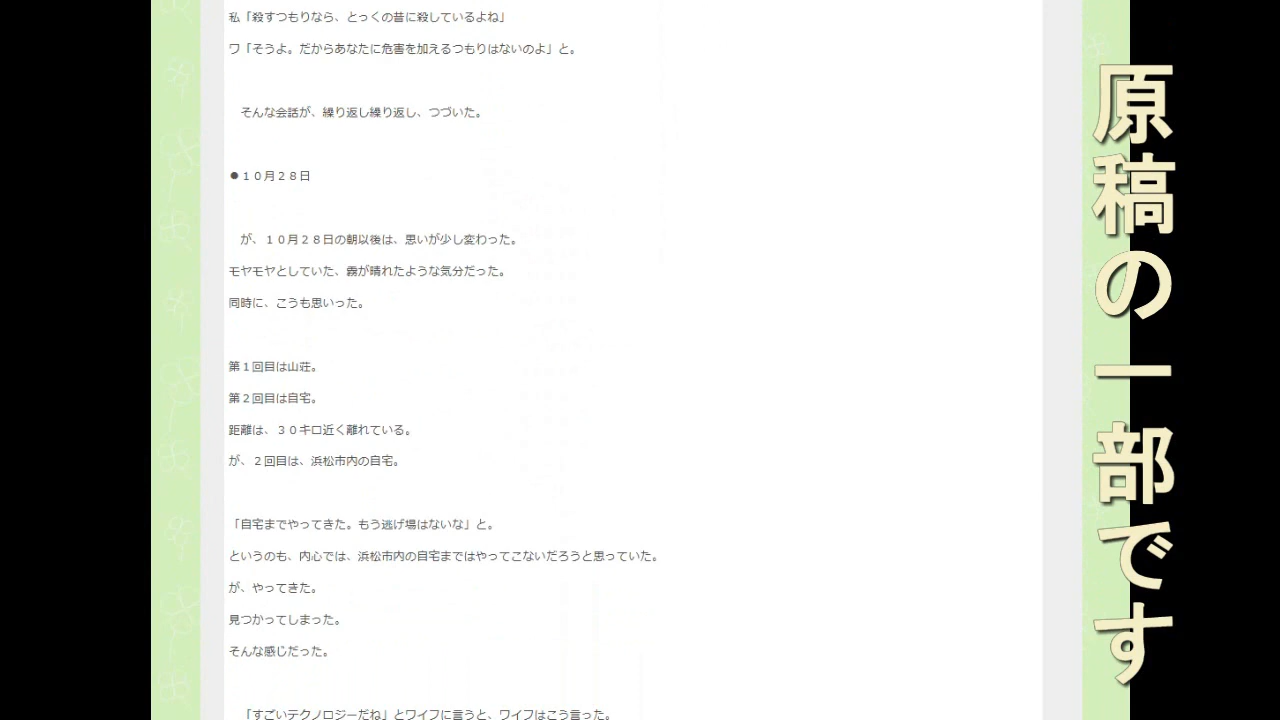 私「殺すつもりなら、とっくの昔に殺しているよね」
ワ「そうよ。だからあなたに危害を加えるつもりはないのよ」と。
そんな会話が、繰り返し繰り返し、つづいた。
●１０月２８日
が、１０月２８日の朝以後は、思いが少し変わった。
モヤモヤとしていた、霧が晴れたような気分だった。
同時に、こうも思いった。
第１回目は山荘。
第２回目は自宅。
距離は、３０キロ近く離れている。
が、２回目は、浜松市内の自宅。
「自宅までやってきた。もう逃げ場はないな」と。
というのも、内心では、浜松市内の自宅まではやってこないだろうと思っていた。
が、やってきた。
見つかってしまった。
そんな感じだった。
「すごいテクノロジーだね」とワイフに言うと、ワイフはこう言った。
原稿の一部です